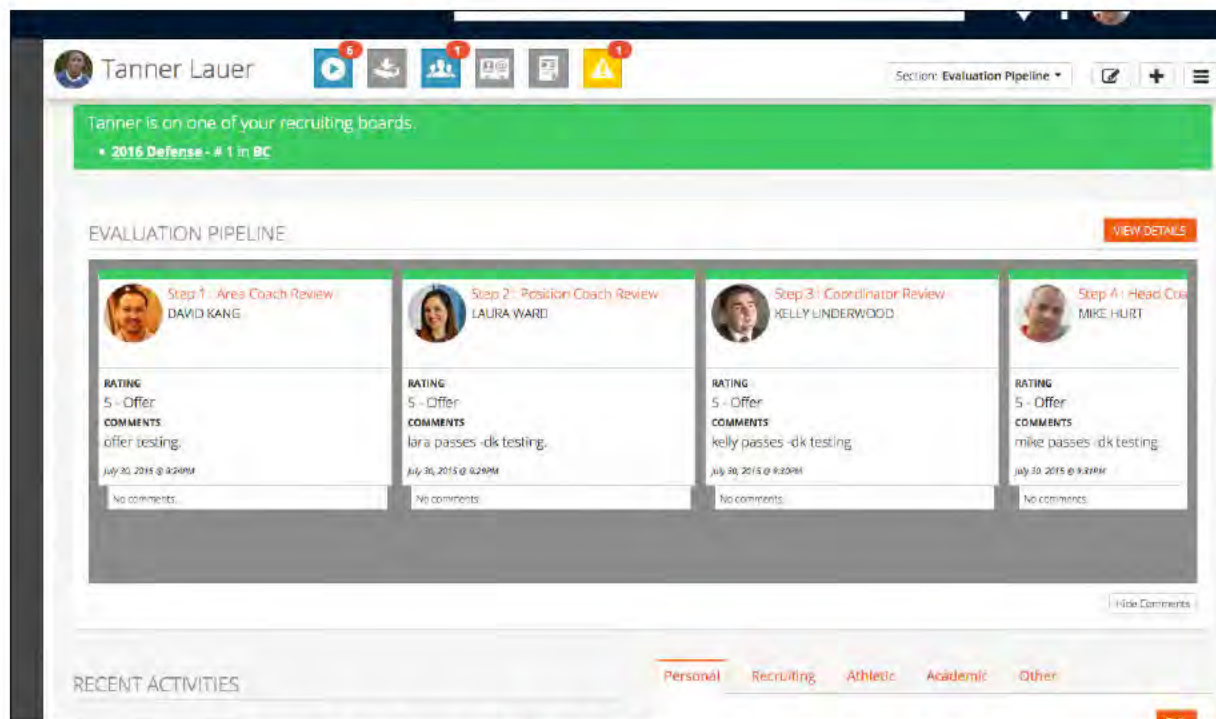 Tanner Lauer
5
1
1
Section: Evaluation Pipeline
Tanner is on one of your recruiting boards.
• 2016 Defense - # 1 in BC
EVALUATION PIPELINE
VIEW DETAILS
Step 1 : Area Coach Review
DAVID KANG
RATING
5 - Offer
COMMENTS
offer testing.
July 30, 2015 @ 9:24PM
No comments.
Step 2 : Position Coach Review
LAURA WARD
RATING
5 - Offer
COMMENTS
lara passes -dk testing.
July 30, 2015 @ 9:29PM
No comments.
Step 3 : Coordinator Review
KELLY UNDERWOOD
RATING
5 - Offer
COMMENTS
kelly passes -dk testing
July 30, 2015 @ 9:30PM
No comments.
Step 4 : Head Coa
MIKE HURT
RATING
5 - Offer
COMMENTS
mike passes -dk testing
July 30, 2015 @ 9:31PM
No comments.
Hide Comments
RECENT ACTIVITIES
Personal Recruiting Athletic Academic Other